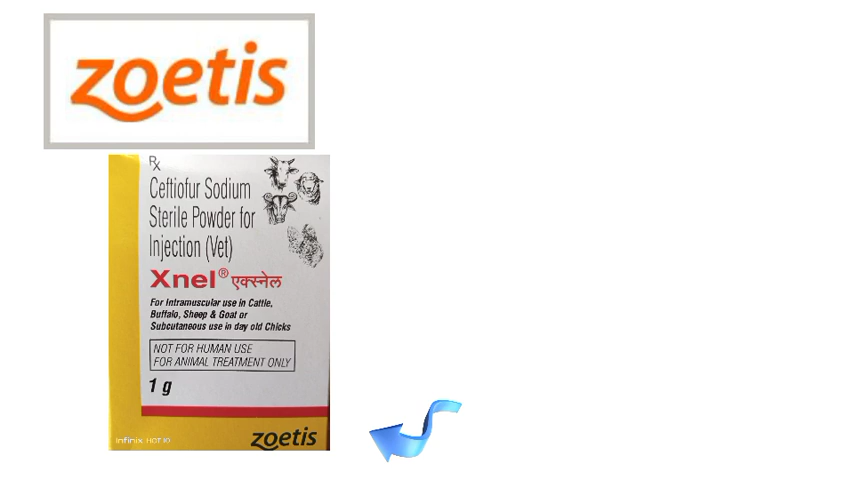 zoetis
Rx
Ceftiofur Sodium
Sterile Powder for
Injection (Vet)
Xnel® एक्स्नेल
For Intramuscular use in Cattle,
Buffalo, Sheep & Goat or
Subcutaneous use in day old Chicks
NOT FOR HUMAN USE
FOR ANIMAL TREATMENT ONLY
1 g
zoetis
Infinix HOT 10